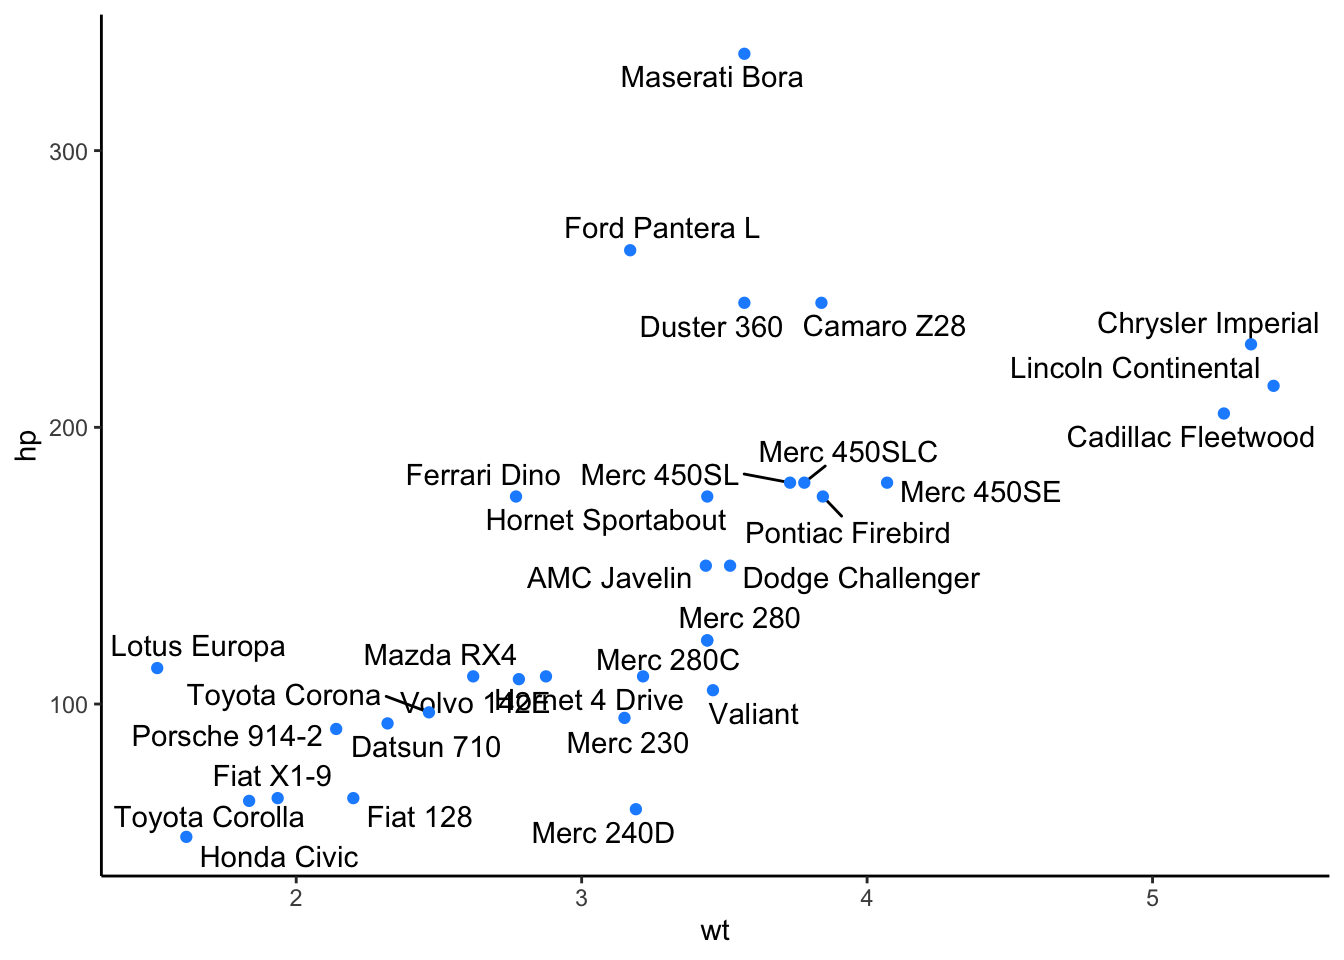 Maserati Bora
300
Ford Pantera L
Duster 360
Camaro Z28
Chrysler Imperial
Lincoln Continental
200
Cadillac Fleetwood
hp
Merc 450SLC
Ferrari Dino
Merc 450SL
Merc 450SE
Hornet Sportabout
Pontiac Firebird
AMC Javelin
Dodge Challenger
Merc 280
Lotus Europa
Mazda RX4
Merc 280C
Toyota Corona
Volvo 142E
Hornet 4 Drive
100
Valiant
Porsche 914-2
Datsun 710
Merc 230
Fiat X1-9
Toyota Corolla
Fiat 128
Merc 240D
Honda Civic
2
3
4
5
wt